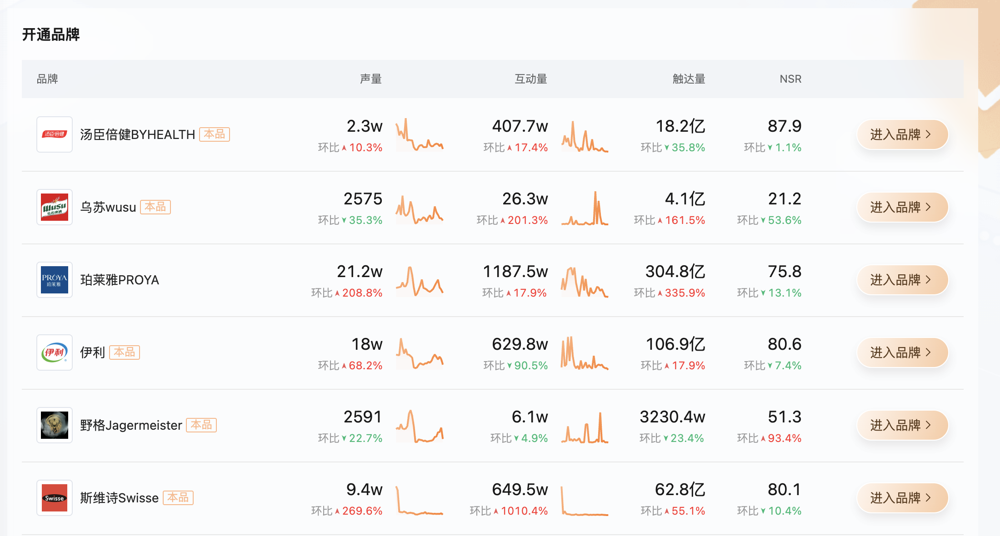 开通品牌
品牌 声量 互动量 触达量 NSR
汤臣倍健 汤臣倍健BYHEALTH 本品 2.3w 407.7w 18.2亿 87.9 进入品牌
环比 10.3% 环比 17.4% 环比 35.8% 环比 1.1%
WUSU 乌苏啤酒 乌苏wusu 本品 2575 26.3w 4.1亿 21.2 进入品牌
环比 35.3% 环比 201.3% 环比 161.5% 环比 53.6%
PROYA 珀莱雅 珀莱雅PROYA 21.2w 1187.5w 304.8亿 75.8 进入品牌
环比 208.8% 环比 17.9% 环比 335.9% 环比 13.1%
伊利 ® 伊利 本品 18w 629.8w 106.9亿 80.6 进入品牌
环比 68.2% 环比 90.5% 环比 17.9% 环比 7.4%
野格Jagermeister 本品 2591 6.1w 3230.4w 51.3 进入品牌
环比 22.7% 环比 4.9% 环比 23.4% 环比 93.4%
Swisse 斯维诗Swisse 本品 9.4w 649.5w 62.8亿 80.1 进入品牌
环比 269.6% 环比 1010.4% 环比 55.1% 环比 10.4%